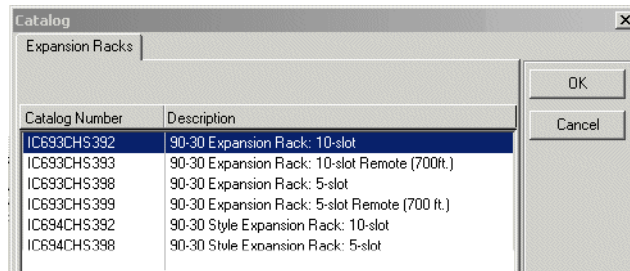 Catalog
Expansion Racks
OK
Cancel
Catalog Number Description
IC693CHS392 90-30 Expansion Rack: 10-slot
IC693CHS393 90-30 Expansion Rack: 10-slot Remote (700ft.)
IC693CHS398 90-30 Expansion Rack: 5-slot
IC693CHS399 90-30 Expansion Rack: 5-slot Remote (700 ft.)
IC694CHS392 90-30 Style Expansion Rack: 10-slot
IC694CHS398 90-30 Style Expansion Rack: 5-slot